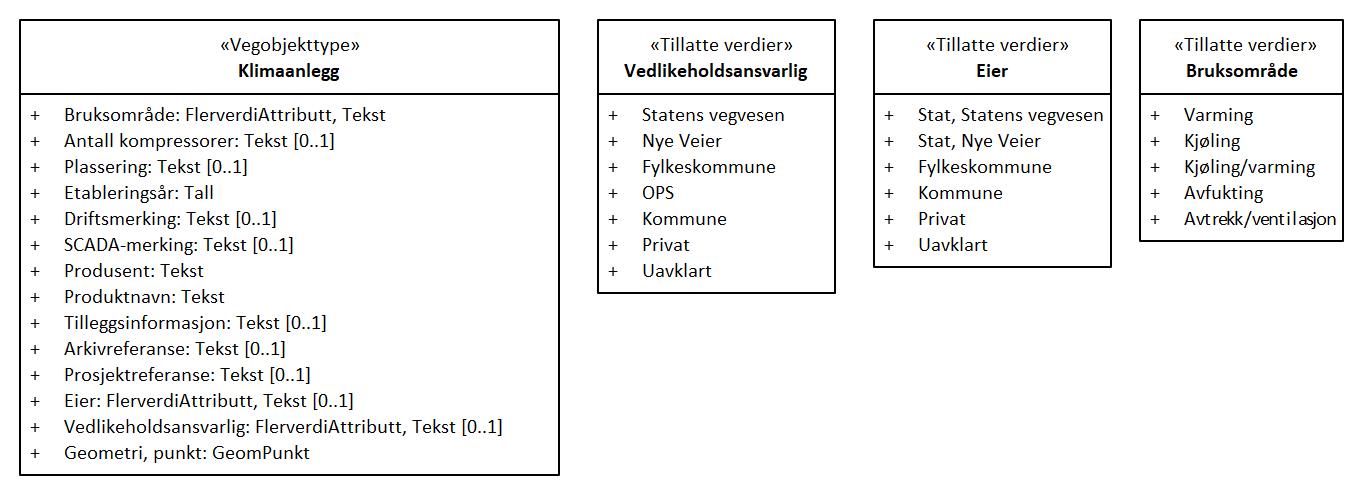 «Vegobjekttype»
Klimaanlegg
+ Bruksområde: FlerverdiAttributt, Tekst
+ Antall kompressorer: Tekst [0..1]
+ Plassering: Tekst [0..1]
+ Etableringsår: Tall
+ Driftsmerking: Tekst [0..1]
+ SCADA-merking: Tekst [0..1]
+ Produsent: Tekst
+ Produktnavn: Tekst
+ Tilleggsinformasjon: Tekst [0..1]
+ Arkivreferanse: Tekst [0..1]
+ Prosjektreferanse: Tekst [0..1]
+ Eier: FlerverdiAttributt, Tekst [0..1]
+ Vedlikeholdsansvarlig: FlerverdiAttributt, Tekst [0..1]
+ Geometri, punkt: GeomPunkt
«Tillatte verdier»
Vedlikeholdsansvarlig
+ Statens vegvesen
+ Nye Veier
+ Fylkeskommune
+ OPS
+ Kommune
+ Privat
+ Uavklart
«Tillatte verdier»
Eier
+ Stat, Statens vegvesen
+ Stat, Nye Veier
+ Fylkeskommune
+ Kommune
+ Privat
+ Uavklart
«Tillatte verdier»
Bruksområde
+ Varming
+ Kjøling
+ Kjøling/varming
+ Avfukting
+ Avtrekk/ventilasjon